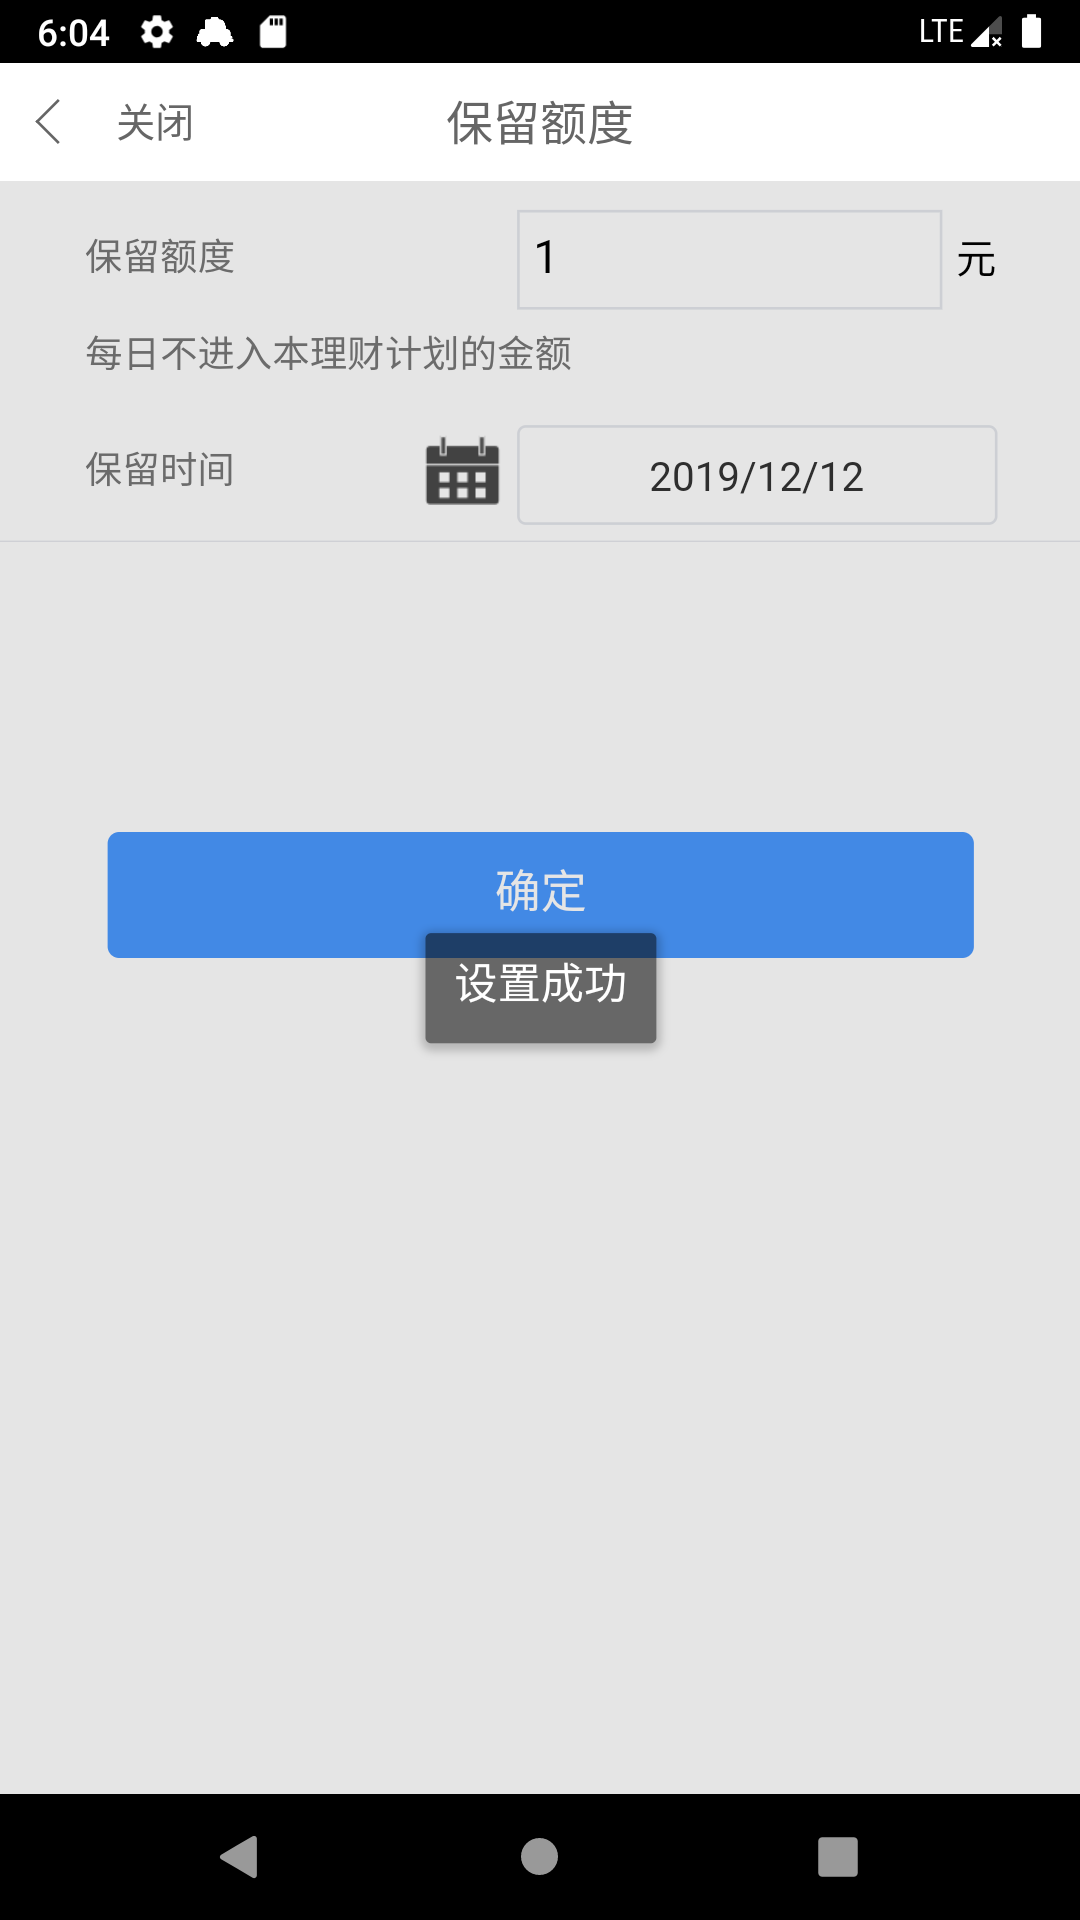 6:04 LTE
关闭 保留额度
保留额度 1 元
每日不进入本理财计划的金额
保留时间 2019/12/12
确定
设置成功